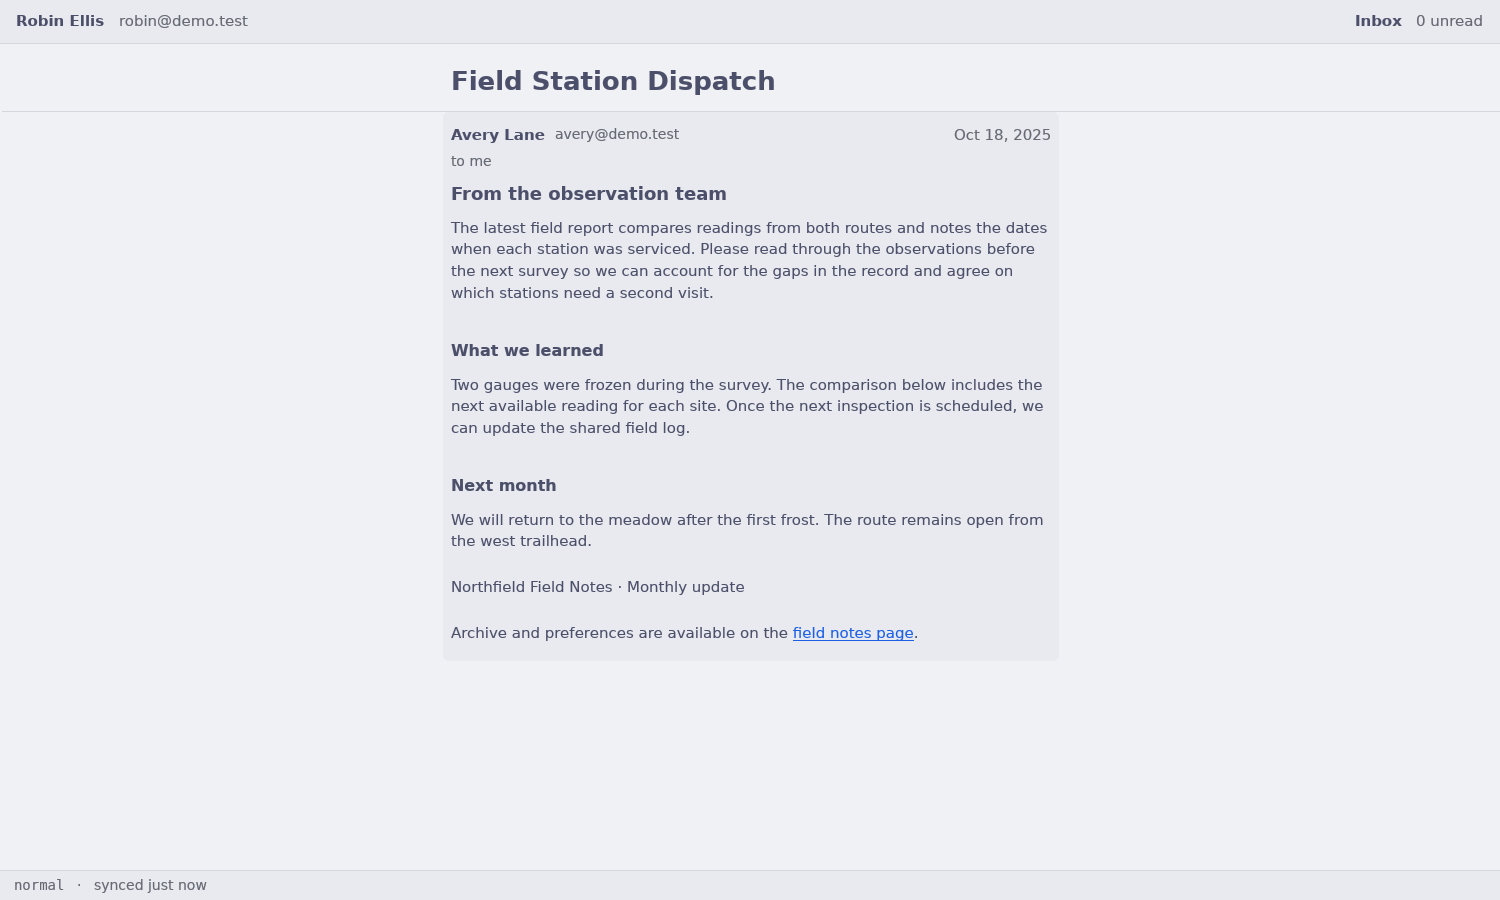 Robin Ellis robin@demo.test Inbox 0 unread
Field Station Dispatch
Avery Lane avery@demo.test Oct 18, 2025
to me
From the observation team
The latest field report compares readings from both routes and notes the dates
when each station was serviced. Please read through the observations before
the next survey so we can account for the gaps in the record and agree on
which stations need a second visit.
What we learned
Two gauges were frozen during the survey. The comparison below includes the
next available reading for each site. Once the next inspection is scheduled, we
can update the shared field log.
Next month
We will return to the meadow after the first frost. The route remains open from
the west trailhead.
Northfield Field Notes · Monthly update
Archive and preferences are available on the field notes page.
normal · synced just now